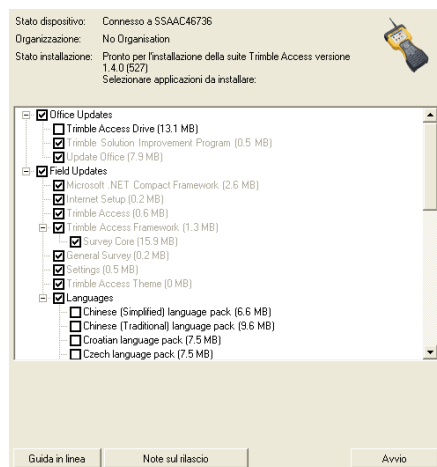 Stato dispositivo: Connesso a SSAAC46736
Organizzazione: No Organisation
Stato installazione: Pronto per l'installazione della suite Trimble Access versione
1.4.0 (527)
Selezionare applicazioni da installare:
Office Updates
Trimble Access Drive (13.1 MB)
Trimble Solution Improvement Program (0.5 MB)
Update Office (7.9 MB)
Field Updates
Microsoft .NET Compact Framework (2.6 MB)
Internet Setup (0.2 MB)
Trimble Access (0.6 MB)
Trimble Access Framework (1.3 MB)
Survey Core (15.9 MB)
General Survey (0.2 MB)
Settings (0.5 MB)
Trimble Access Theme (0 MB)
Languages
Chinese (Simplified) language pack (6.6 MB)
Chinese (Traditional) language pack (9.6 MB)
Croatian language pack (7.5 MB)
Czech language pack (7.5 MB)
Guida in linea Note sul rilascio Avvio